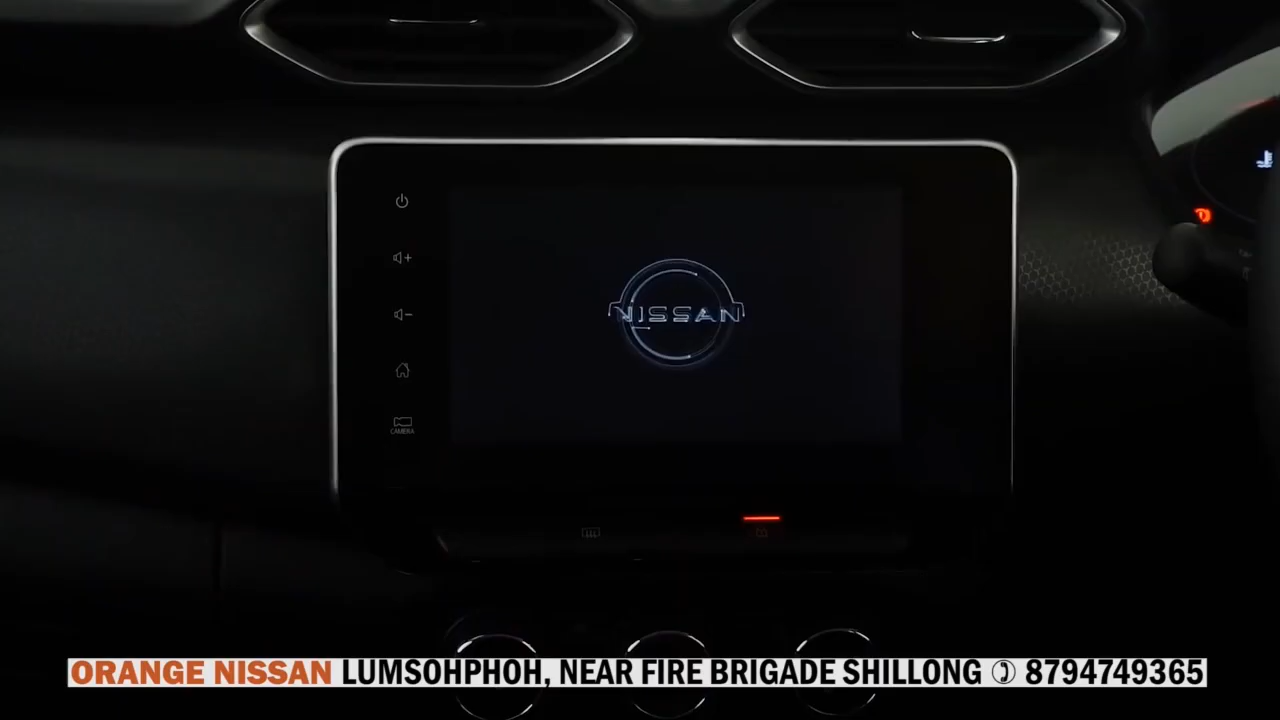 CAMERA
NISSAN
ORANGE NISSAN LUMSOHPHOH, NEAR FIRE BRIGADE SHILLONG ✆ 8794749365